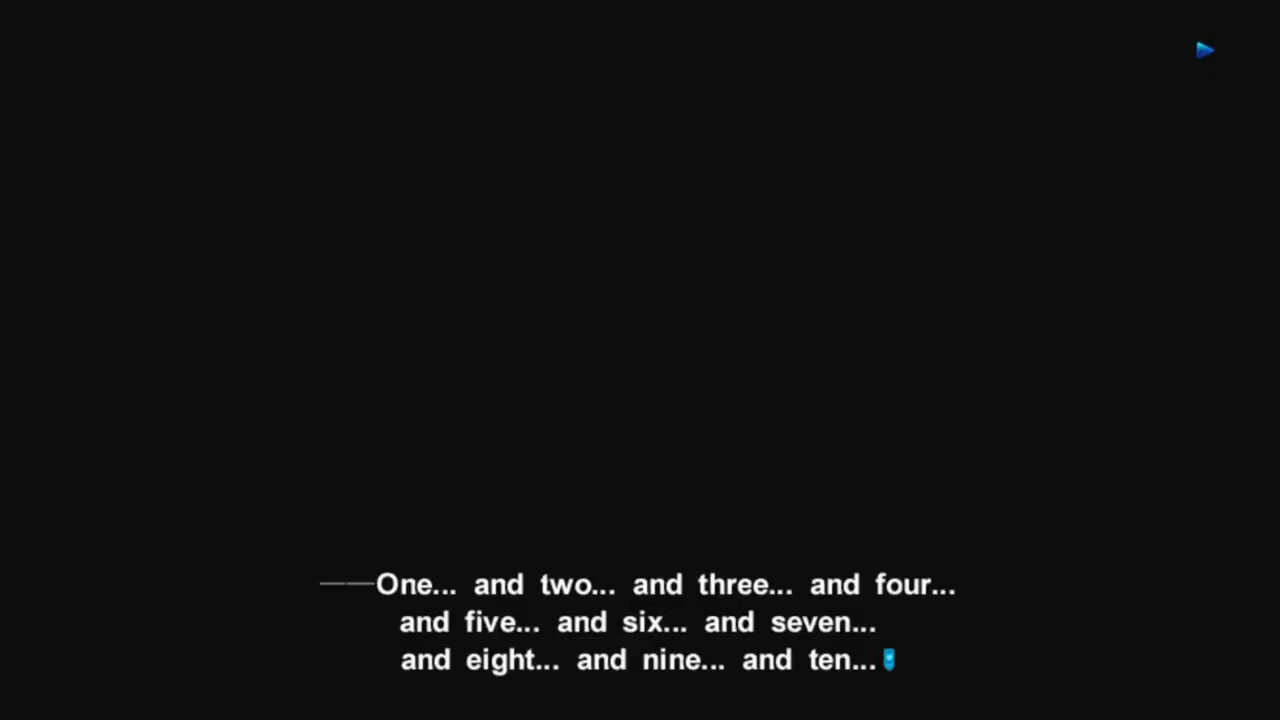 ——One... and two... and three... and four...
and five... and six... and seven...
and eight... and nine... and ten...